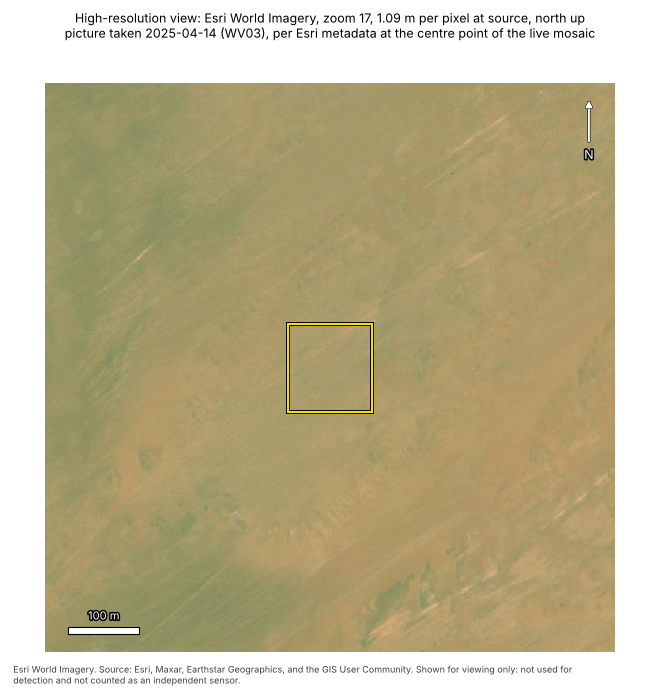 High-resolution view: Esri World Imagery, zoom 17, 1.09 m per pixel at source, north up
picture taken 2025-04-14 (WV03), per Esri metadata at the centre point of the live mosaic
N
100 m
Esri World Imagery. Source: Esri, Maxar, Earthstar Geographics, and the GIS User Community. Shown for viewing only: not used for
detection and not counted as an independent sensor.